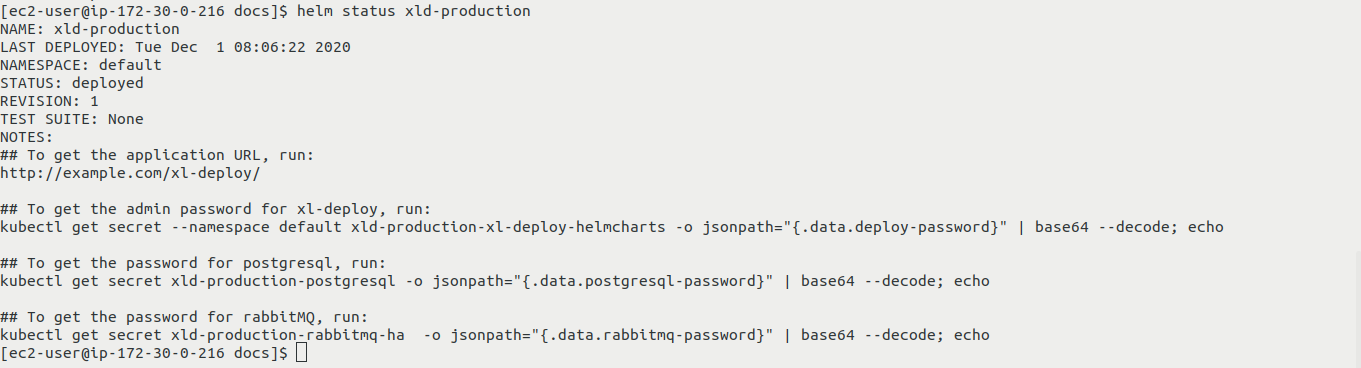 [ec2-user@ip-172-30-0-216 docs]$ helm status xld-production
NAME: xld-production
LAST DEPLOYED: Tue Dec  1 08:06:22 2020
NAMESPACE: default
STATUS: deployed
REVISION: 1
TEST SUITE: None
NOTES:
## To get the application URL, run:
http://example.com/xl-deploy/

## To get the admin password for xl-deploy, run:
kubectl get secret --namespace default xld-production-xl-deploy-helmcharts -o jsonpath="{.data.deploy-password}" | base64 --decode; echo

## To get the password for postgresql, run:
kubectl get secret xld-production-postgresql -o jsonpath="{.data.postgresql-password}" | base64 --decode; echo

## To get the password for rabbitMQ, run:
kubectl get secret xld-production-rabbitmq-ha  -o jsonpath="{.data.rabbitmq-password}" | base64 --decode; echo
[ec2-user@ip-172-30-0-216 docs]$